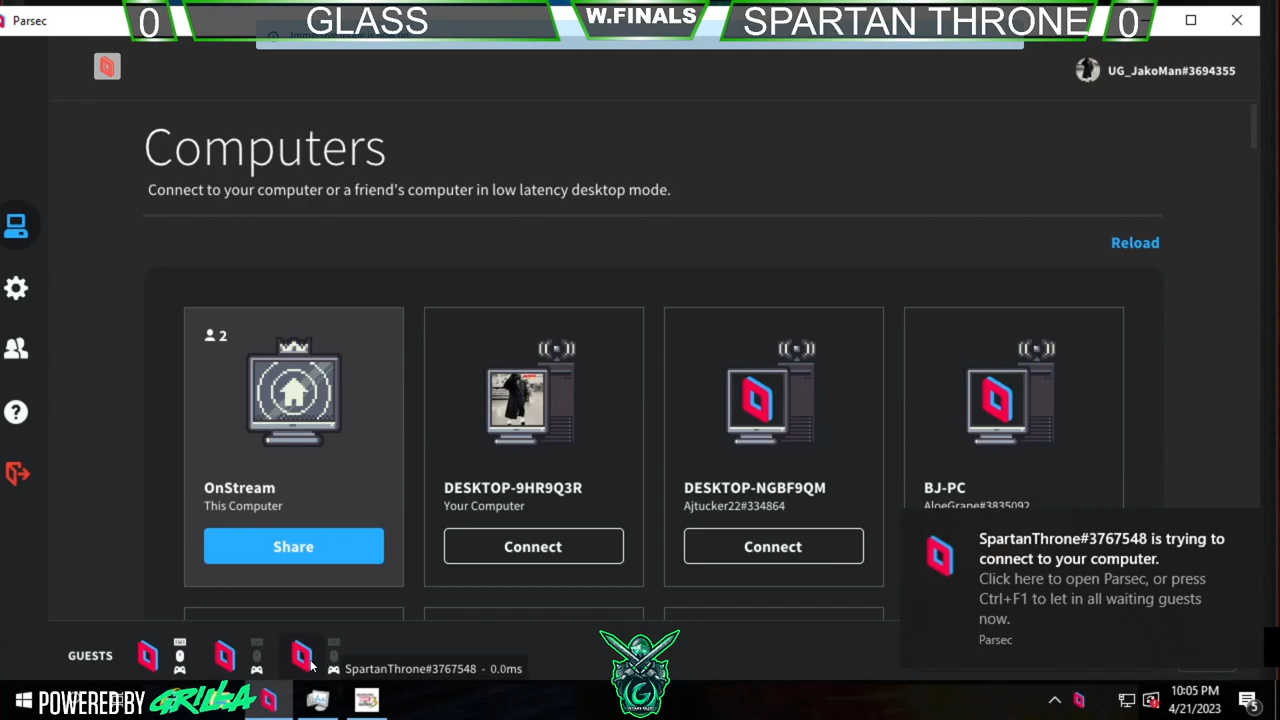 Parsec
0 GLASS W.FINALS SPARTAN THRONE 0
UG_JakoMan#3694355
Computers
Connect to your computer or a friend's computer in low latency desktop mode.
Reload
2
OnStream
This Computer
Share
DESKTOP-9HR9Q3R
Your Computer
Connect
DESKTOP-NGBF9QM
Ajtucker22#334864
Connect
BJ-PC
AloeGrape#3835092
SpartanThrone#3767548 is trying to
connect to your computer.
Click here to open Parsec, or press
Ctrl+F1 to let in all waiting guests
now.
Parsec
GUESTS
SpartanThrone#3767548 - 0.0ms
POWERED BY GRILLA
G
10:05 PM
4/21/2023
5